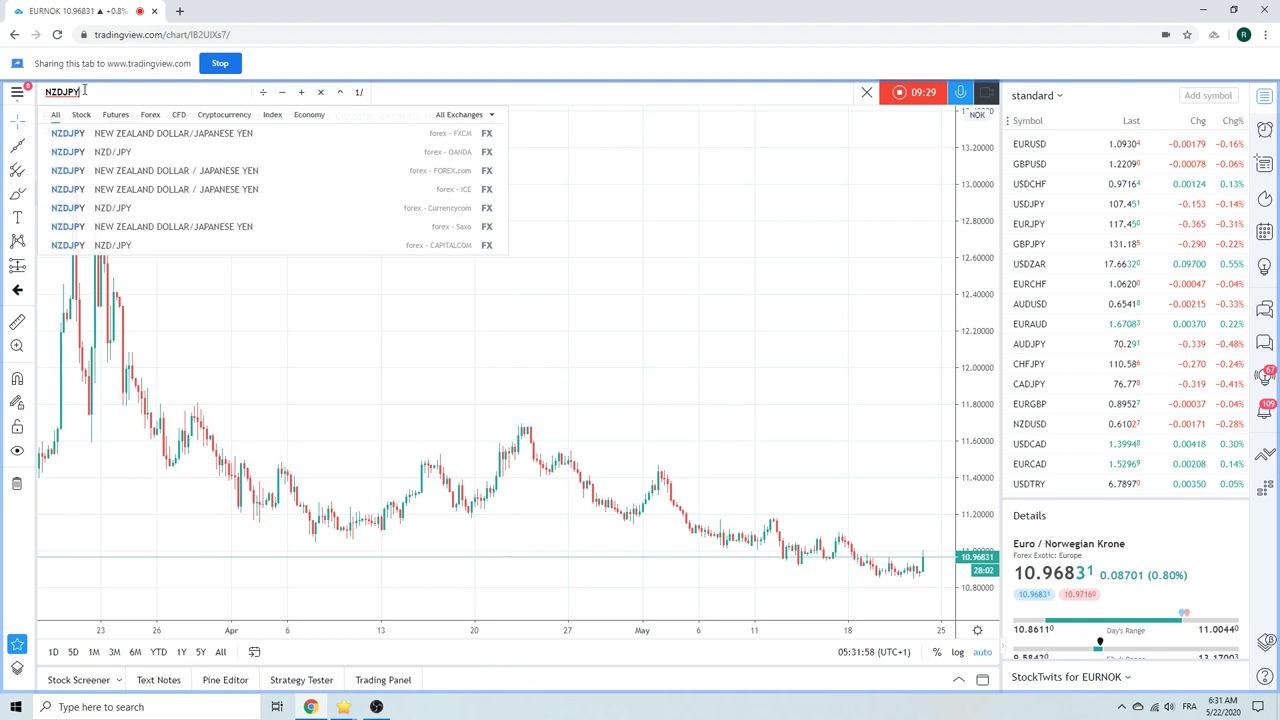 EURNOK 10.96831 ▲ +0.8%
tradingview.com/chart/IB2UIXs7/
R
Sharing this tab to www.tradingview.com
Stop
8
NZDJPY
÷ − + × ^ 1/
09:29
All Stock Futures Forex CFD Cryptocurrency Index Economy All Exchanges
NZDJPY NEW ZEALAND DOLLAR/JAPANESE YEN forex - FXCM FX
NZDJPY NZD/JPY forex - OANDA FX
NZDJPY NEW ZEALAND DOLLAR / JAPANESE YEN forex - FOREX.com FX
NZDJPY NEW ZEALAND DOLLAR / JAPANESE YEN forex - ICE FX
NZDJPY NZD/JPY forex - Currencycom FX
NZDJPY NEW ZEALAND DOLLAR/JAPANESE YEN forex - Saxo FX
NZDJPY NZD/JPY forex - CAPITALCOM FX
NOK
13.20000
13.00000
12.80000
12.60000
12.40000
12.20000
12.00000
11.80000
11.60000
11.40000
11.20000
10.96831
28:02
10.80000
23 26 Apr 6 13 20 27 May 6 11 18 25
1D 5D 1M 3M 6M YTD 1Y 5Y All
05:31:58 (UTC+1) % log auto
Stock Screener Text Notes Pine Editor Strategy Tester Trading Panel
standard
Add symbol
Symbol Last Chg Chg%
EURUSD 1.09304 −0.00179 −0.16%
GBPUSD 1.22090 −0.00078 −0.06%
USDCHF 0.97164 0.00124 0.13%
USDJPY 107.451 −0.153 −0.14%
EURJPY 117.450 −0.365 −0.31%
GBPJPY 131.185 −0.290 −0.22%
USDZAR 17.66320 0.09700 0.55%
EURCHF 1.06200 −0.00047 −0.04%
AUDUSD 0.65418 −0.00215 −0.33%
EURAUD 1.67083 0.00370 0.22%
AUDJPY 70.291 −0.339 −0.48%
CHFJPY 110.586 −0.270 −0.24%
CADJPY 76.778 −0.319 −0.41%
EURGBP 0.89527 −0.00037 −0.04%
NZDUSD 0.61027 −0.00171 −0.28%
USDCAD 1.39948 0.00418 0.30%
EURCAD 1.52969 0.00208 0.14%
USDTRY 6.78970 0.00350 0.05%
Details
Euro / Norwegian Krone
Forex Exotic: Europe
10.96831 0.08701 (0.80%)
10.96831 10.97160
10.86110 Day's Range 11.00440
StockTwits for EURNOK
67
109
Type here to search
FRA
6:31 AM
5/22/2020